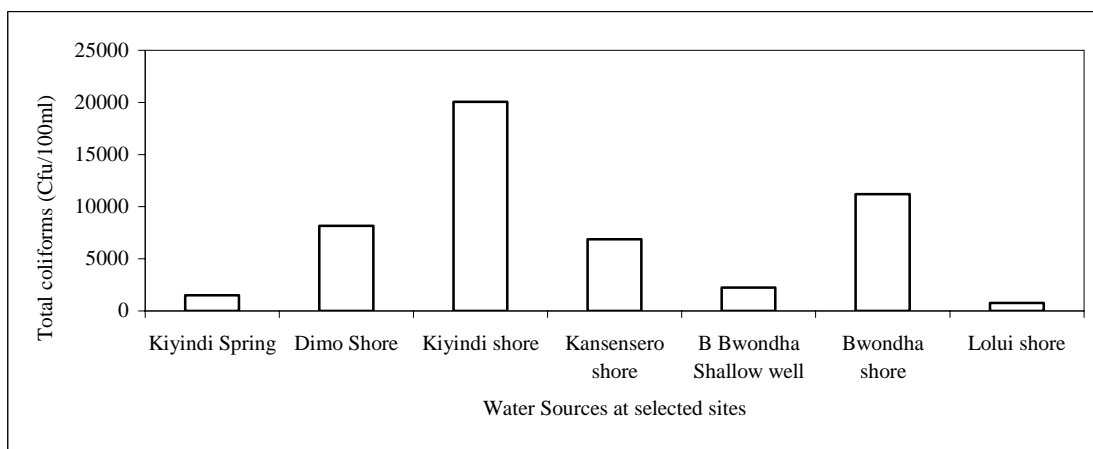 Total coliforms (Cfu/100ml)
25000
20000
15000
10000
5000
0
Kiyindi Spring Dimo Shore Kiyindi shore Kansensero B Bwondha Bwondha Lolui shore
shore Shallow well shore
Water Sources at selected sites